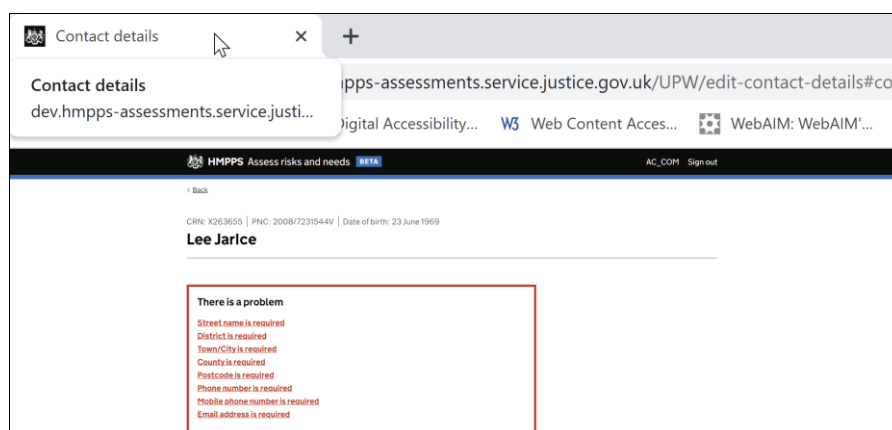 Contact details
Contact details
dev.hmpps-assessments.service.justi...
pps-assessments.service.justice.gov.uk/UPW/edit-contact-details#co
Digital Accessibility... W3 Web Content Acces... WebAIM: WebAIM'...
HMPPS Assess risks and needs BETA AC_COM Sign out
< Back
CRN: X263655 | PNC: 2008/7231544V | Date of birth: 23 June 1969
Lee JarIce
There is a problem
Street name is required
District is required
Town/City is required
County is required
Postcode is required
Phone number is required
Mobile phone number is required
Email address is required